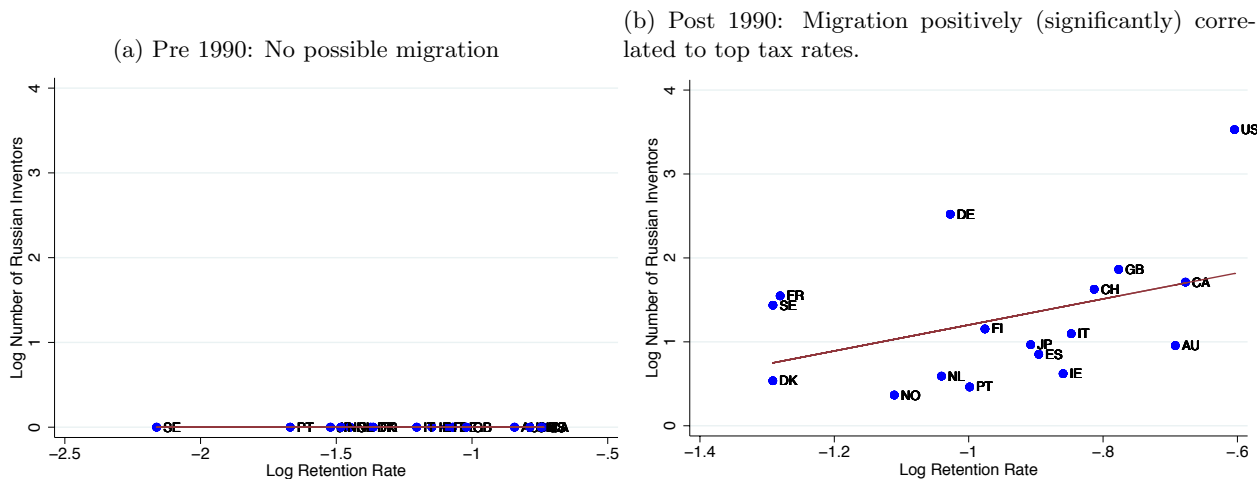 (a) Pre 1990: No possible migration
Log Number of Russian Inventors
4
3
2
1
0
SE
PT
−2.5
−2
−1.5
−1
−.5
Log Retention Rate
(b) Post 1990: Migration positively (significantly) corre-
lated to top tax rates.
Log Number of Russian Inventors
4
3
2
1
0
US
DE
GB
CA
CH
FR
SE
FI
IT
JP
ES
AU
IE
NL
PT
DK
NO
−1.4
−1.2
−1
−.8
−.6
Log Retention Rate